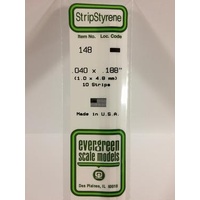 StripStyrene
Item No. Loc Code
148
.040 x .188"
(1.0 x 4.8 mm)
10 Strips
Made in U.S.A.
evergreen
scale models
Des Plaines, IL 60018